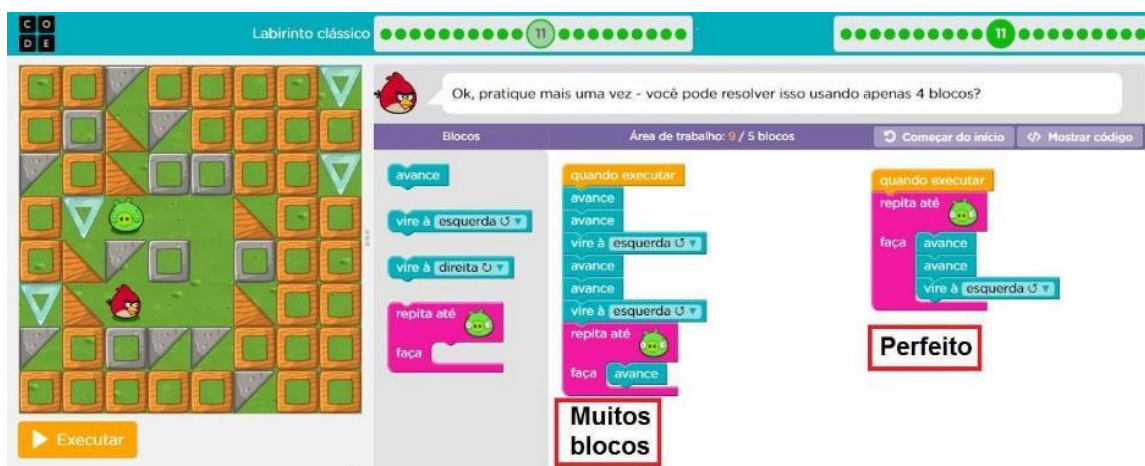 C O
D E
Labirinto clássico
11
11
Ok, pratique mais uma vez - você pode resolver isso usando apenas 4 blocos?
Blocos
Área de trabalho: 9 / 5 blocos
Começar do início
</> Mostrar código
avance
vire à esquerda ↺ ▼
vire à direita ↻ ▼
repita até
faça
quando executar
avance
avance
vire à esquerda ↺ ▼
avance
avance
vire à esquerda ↺ ▼
repita até
faça avance
Muitos
blocos
quando executar
repita até
faça avance
avance
vire à esquerda ↺ ▼
Perfeito
Executar